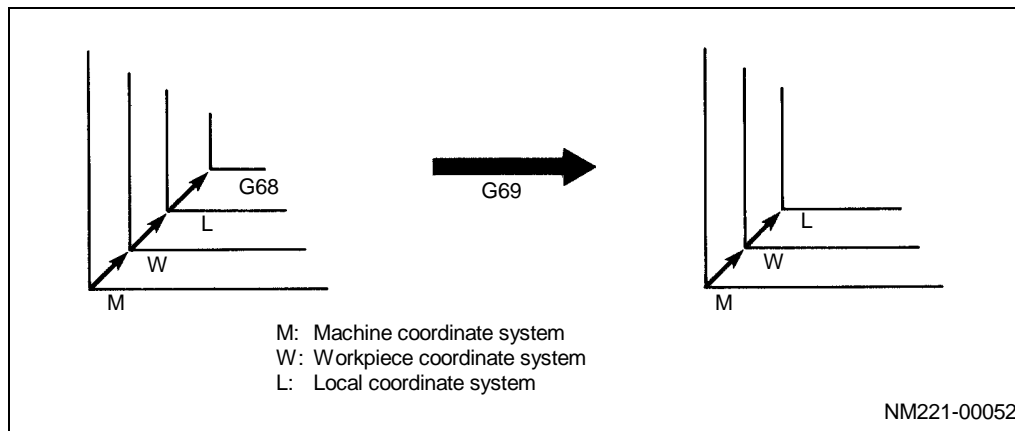 G68
L
W
M
G69
L
W
M
M: Machine coordinate system
W: Workpiece coordinate system
L: Local coordinate system
NM221-00052